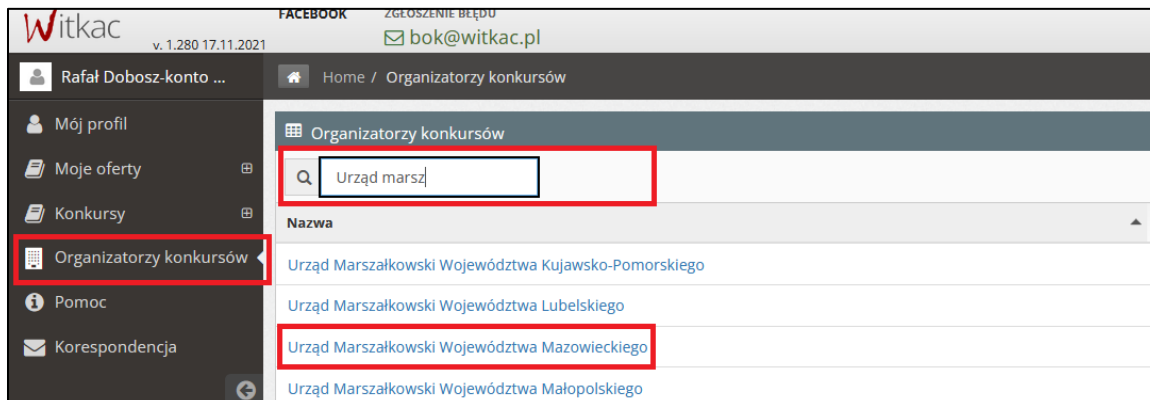 Witkac
v. 1.280 17.11.2021
FACEBOOK
ZGŁOSZENIE BŁĘDU
bok@witkac.pl
Rafał Dobosz-konto ...
Home / Organizatorzy konkursów
Mój profil
Moje oferty
Konkursy
Organizatorzy konkursów
Pomoc
Korespondencja
Organizatorzy konkursów
Urząd marsz
Nazwa
Urząd Marszałkowski Województwa Kujawsko-Pomorskiego
Urząd Marszałkowski Województwa Lubelskiego
Urząd Marszałkowski Województwa Mazowieckiego
Urząd Marszałkowski Województwa Małopolskiego